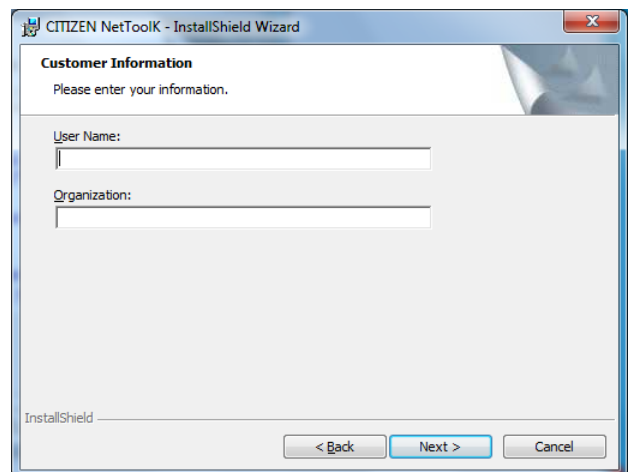 CITIZEN NetToolK - InstallShield Wizard
Customer Information
Please enter your information.
User Name:
Organization:
InstallShield
< Back
Next >
Cancel